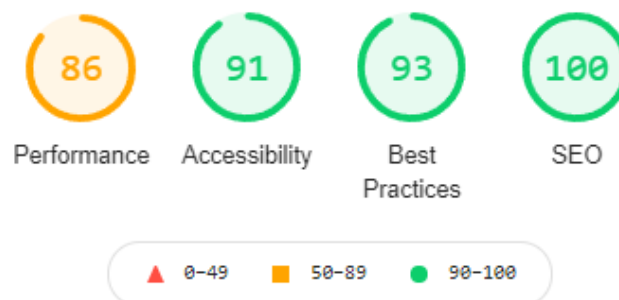 86 91 93 100
Performance Accessibility Best Practices SEO
0–49 50–89 90–100